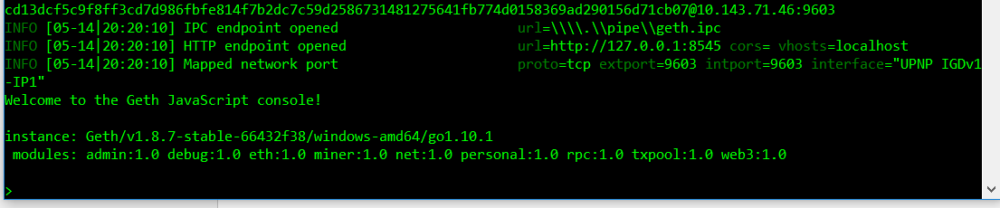 cd13dcf5c9f8ff3cd7d986fbfe814f7b2dc7c59d2586731481275641fb774d0158369ad290156d71cb07@10.143.71.46:9603
INFO [05-14|20:20:10] IPC endpoint opened url=\\\\.\\pipe\\geth.ipc
INFO [05-14|20:20:10] HTTP endpoint opened url=http://127.0.0.1:8545 cors= vhosts=localhost
INFO [05-14|20:20:10] Mapped network port proto=tcp extport=9603 intport=9603 interface="UPNP IGDv1
-IP1"
Welcome to the Geth JavaScript console!
instance: Geth/v1.8.7-stable-66432f38/windows-amd64/go1.10.1
modules: admin:1.0 debug:1.0 eth:1.0 miner:1.0 net:1.0 personal:1.0 rpc:1.0 txpool:1.0 web3:1.0
>